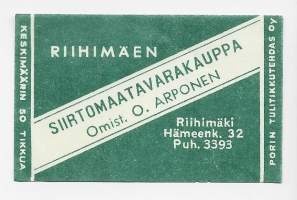 KESKIMÄÄRIN 50 TIKKUA
RIIHIMÄEN
SIIRTOMAATAVARAKAUPPA
Omist. O. ARPONEN
Riihimäki
Hämeenk. 32
Puh. 3393
PORIN TULITIKKUTEHDAS OY